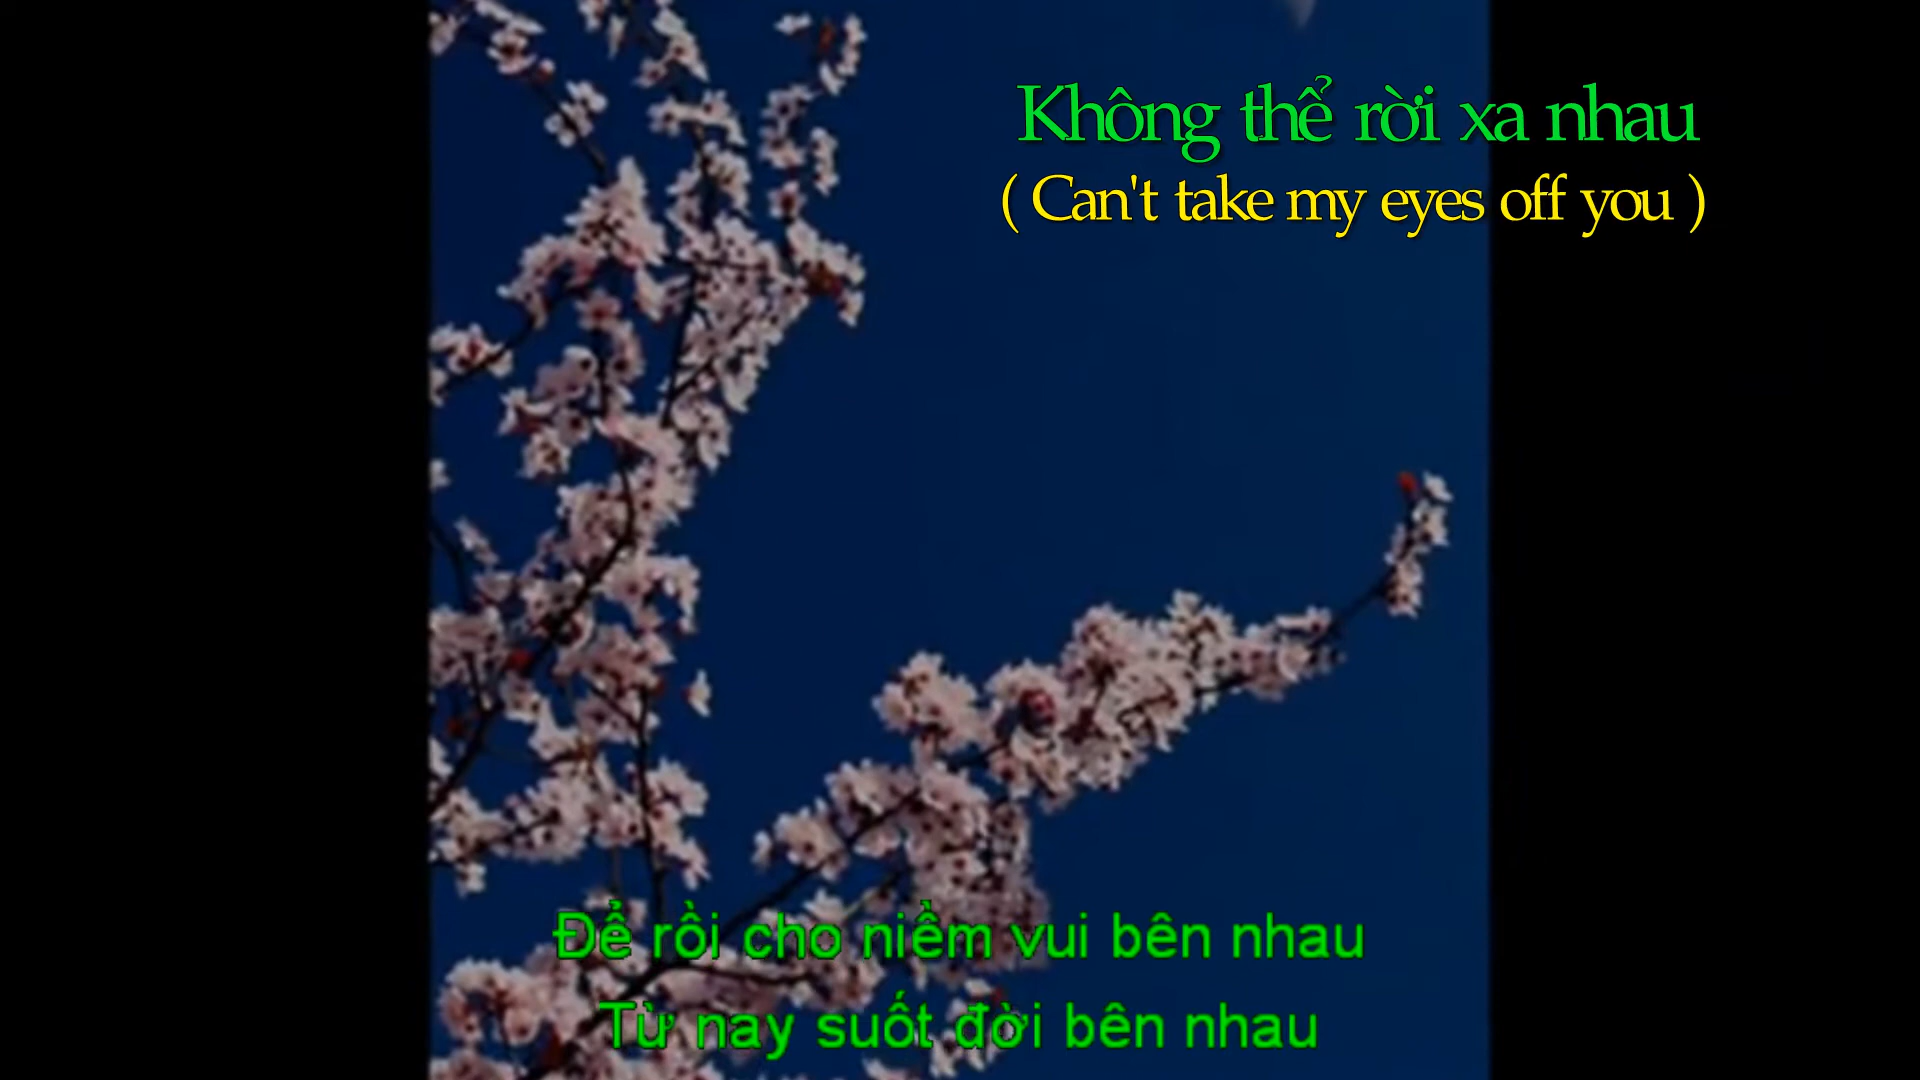 Không thể rời xa nhau
( Can't take my eyes off you )
Để rồi cho niềm vui bên nhau
Từ nay suốt đời bên nhau